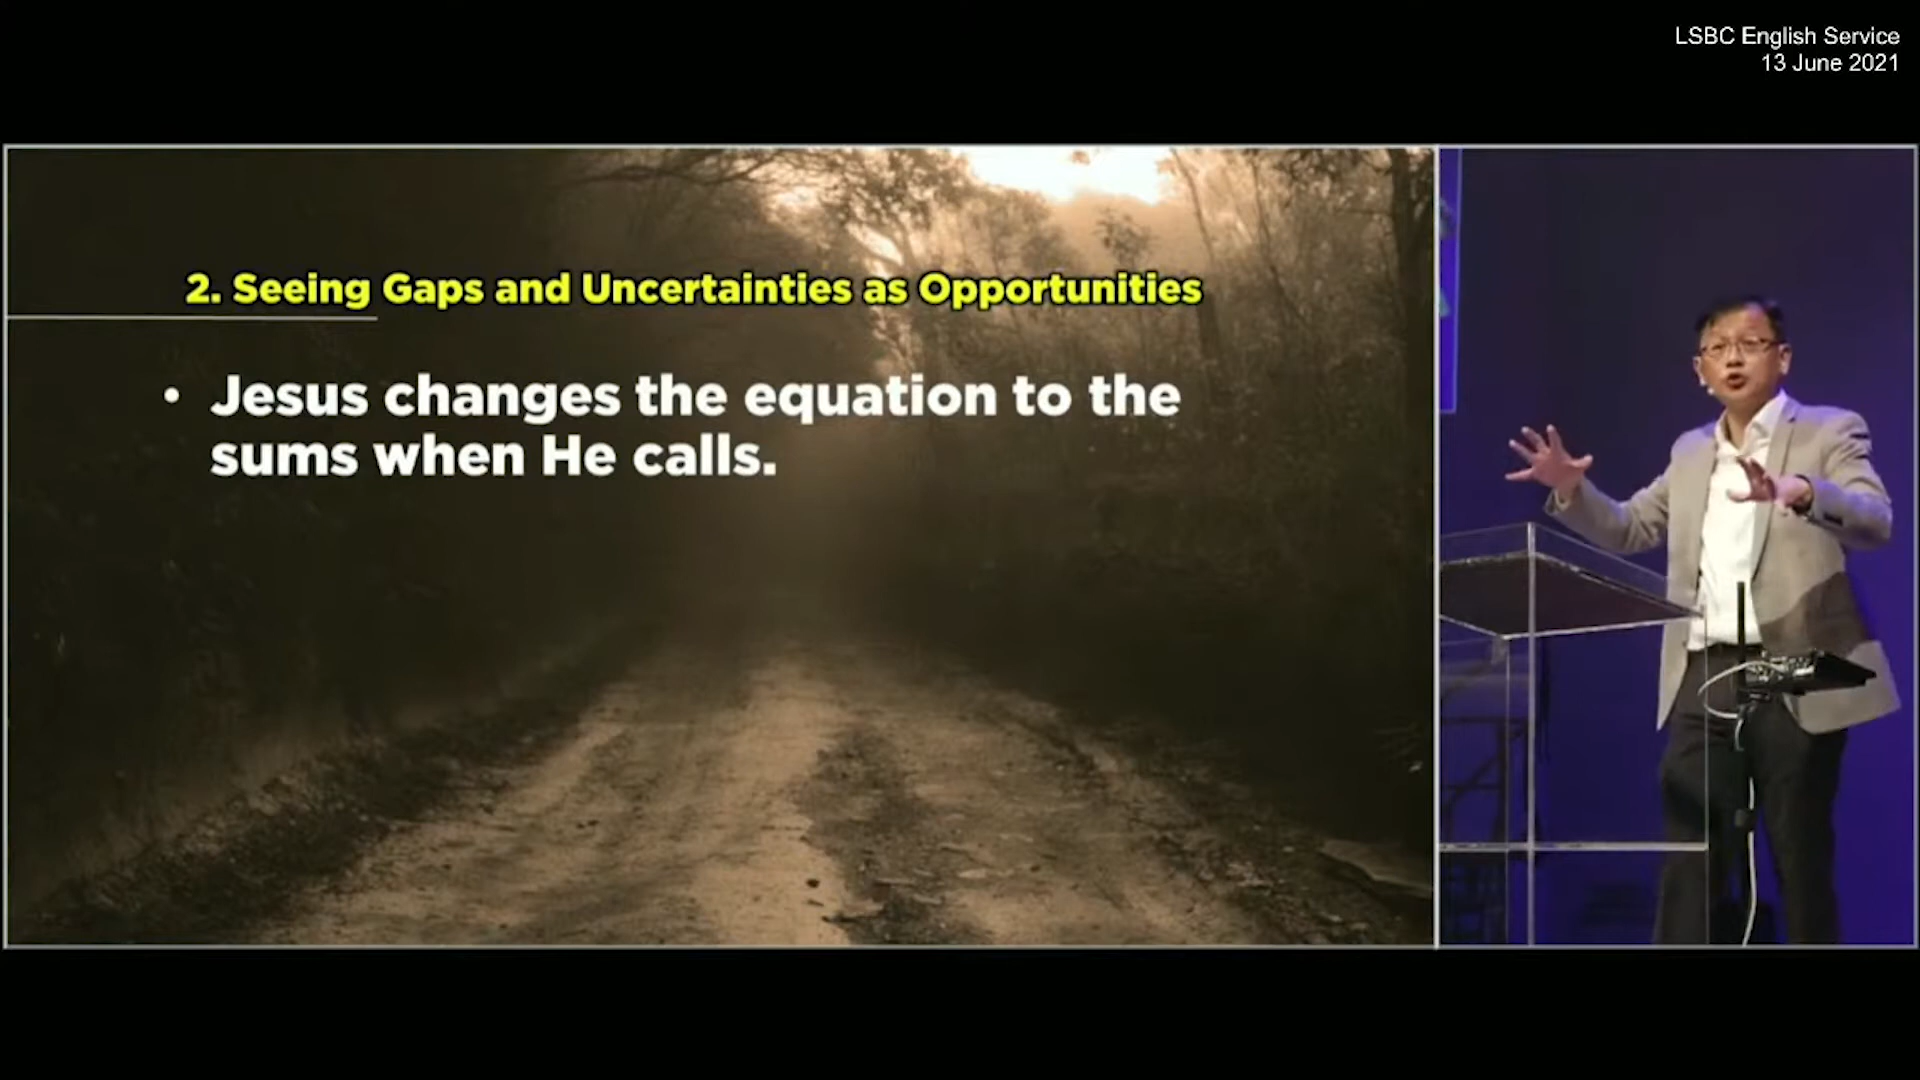 LSBC English Service
13 June 2021
2. Seeing Gaps and Uncertainties as Opportunities
• Jesus changes the equation to the
sums when He calls.